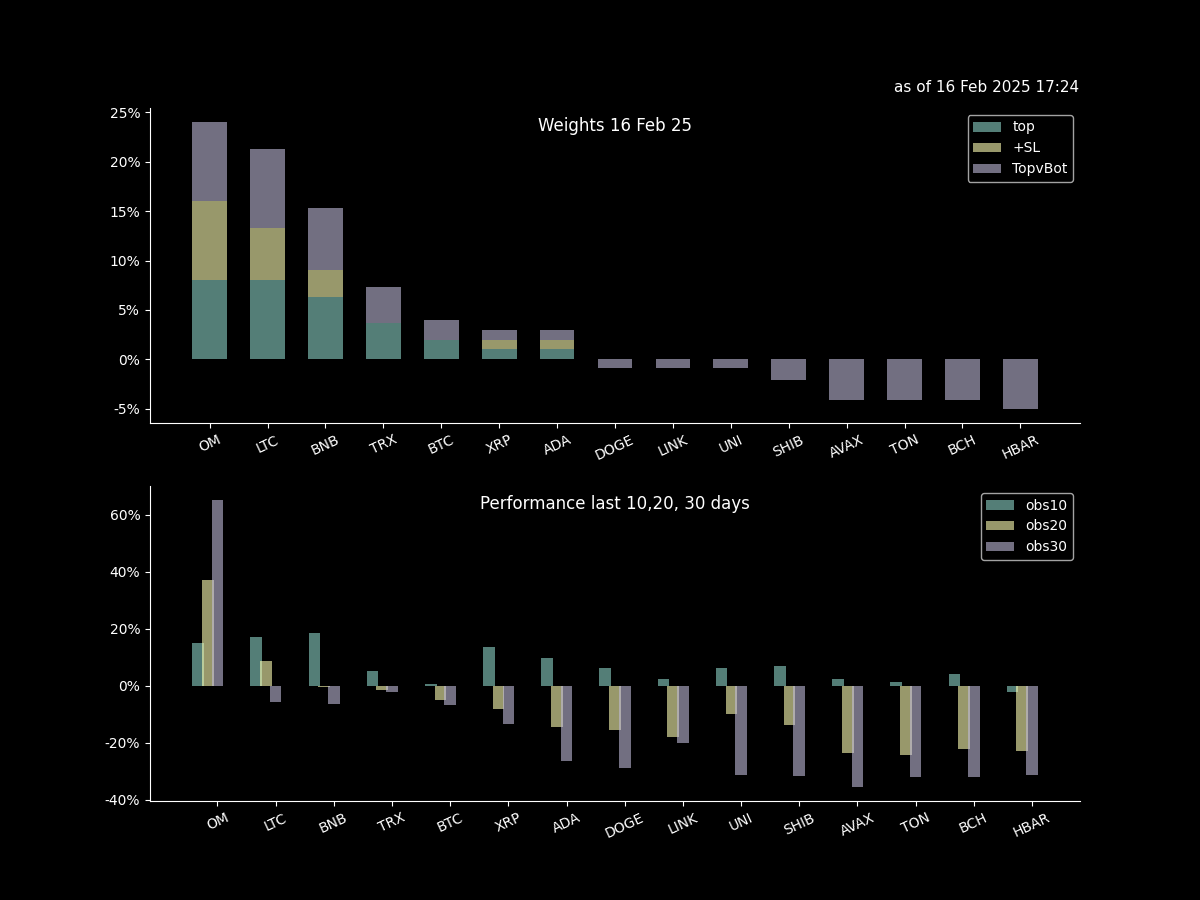 as of 16 Feb 2025 17:24
Weights 16 Feb 25
top
+SL
TopvBot
25%
20%
15%
10%
5%
0%
-5%
OM LTC BNB TRX BTC XRP ADA DOGE LINK UNI SHIB AVAX TON BCH HBAR
Performance last 10,20, 30 days
obs10
obs20
obs30
60%
40%
20%
0%
-20%
-40%
OM LTC BNB TRX BTC XRP ADA DOGE LINK UNI SHIB AVAX TON BCH HBAR